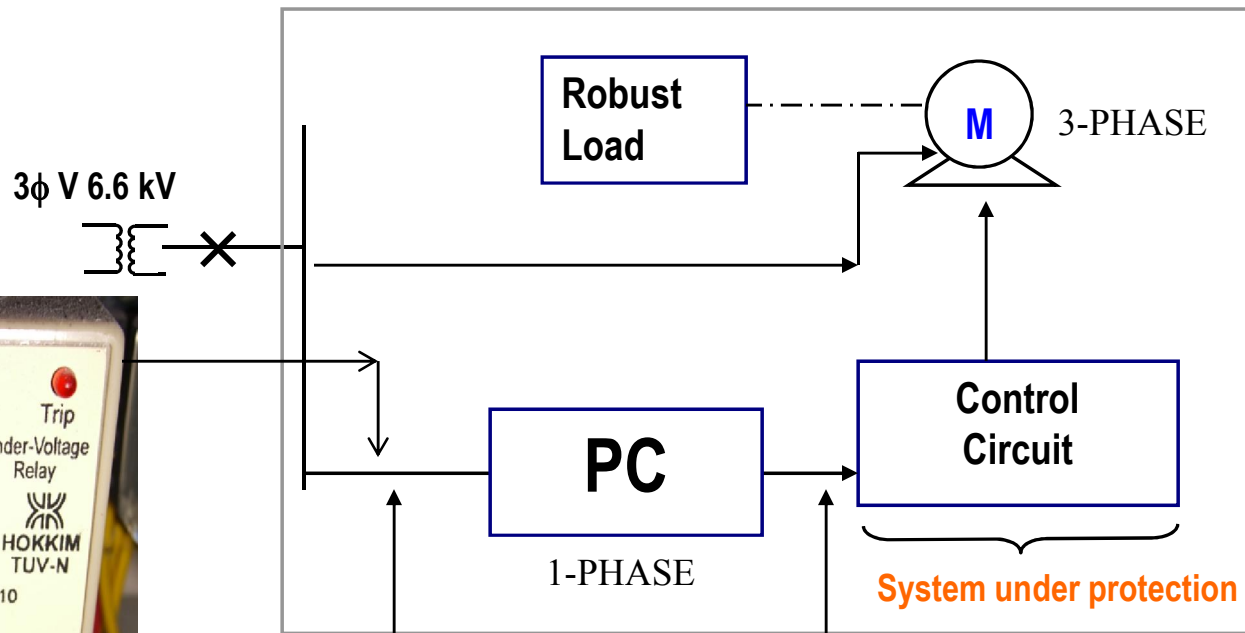 Robust
Load
M
3-PHASE
3ϕ V 6.6 kV
Trip
Relay
HOKKIM
TUV-N
10
PC
1-PHASE
Control
Circuit
System under protection